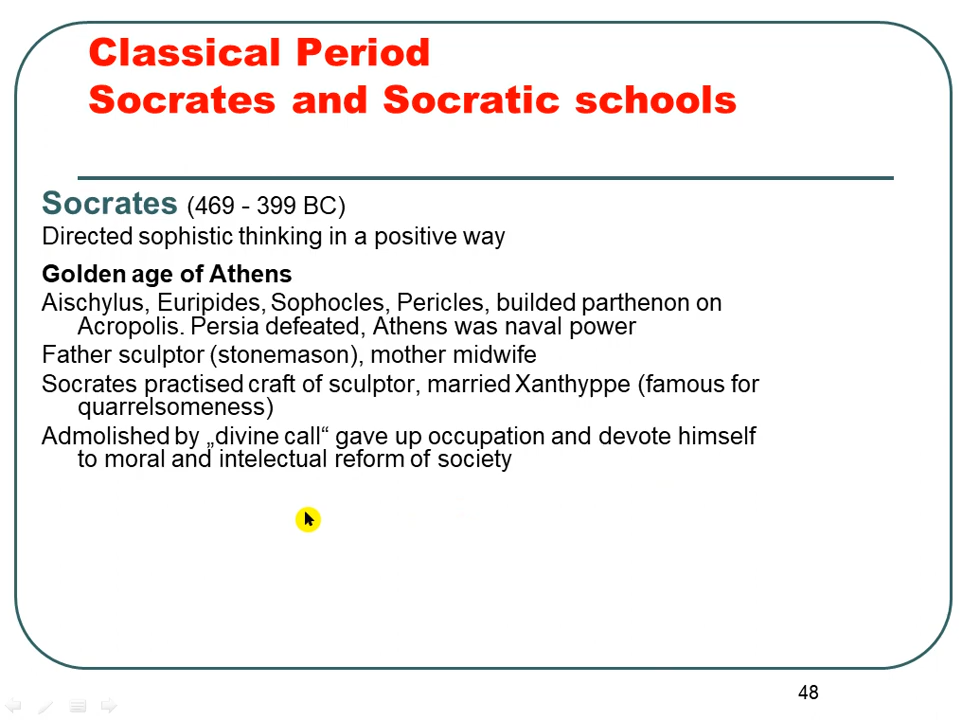 Classical Period
Socrates and Socratic schools
Socrates (469 - 399 BC)
Directed sophistic thinking in a positive way
Golden age of Athens
Aischylus, Euripides, Sophocles, Pericles, builded parthenon on
Acropolis. Persia defeated, Athens was naval power
Father sculptor (stonemason), mother midwife
Socrates practised craft of sculptor, married Xanthyppe (famous for
quarrelsomeness)
Admolished by „divine call“ gave up occupation and devote himself
to moral and intelectual reform of society
48